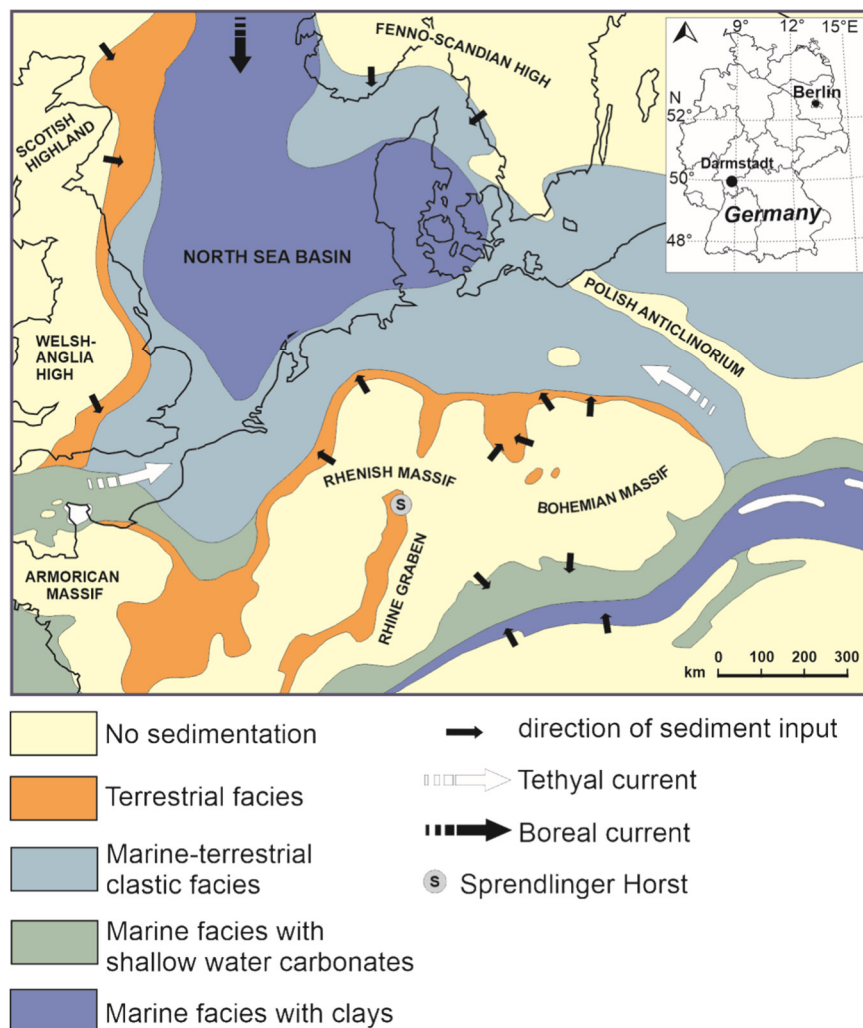 FENNO-SCANDIAN HIGH
SCOTISH
HIGHLAND
NORTH SEA BASIN
WELSH-
ANGLIA
HIGH
POLISH ANTICLINORIUM
RHENISH MASSIF
BOHEMIAN MASSIF
S
ARMORICAN
MASSIF
RHINE GRABEN
0 100 200 300
km
9° 12° 15°E
N
52°
50°
48°
Berlin
Darmstadt
Germany
9° 12° 15°
No sedimentation
Terrestrial facies
Marine-terrestrial
clastic facies
Marine facies with
shallow water carbonates
Marine facies with clays
direction of sediment input
Tethyal current
Boreal current
S Sprendlinger Horst